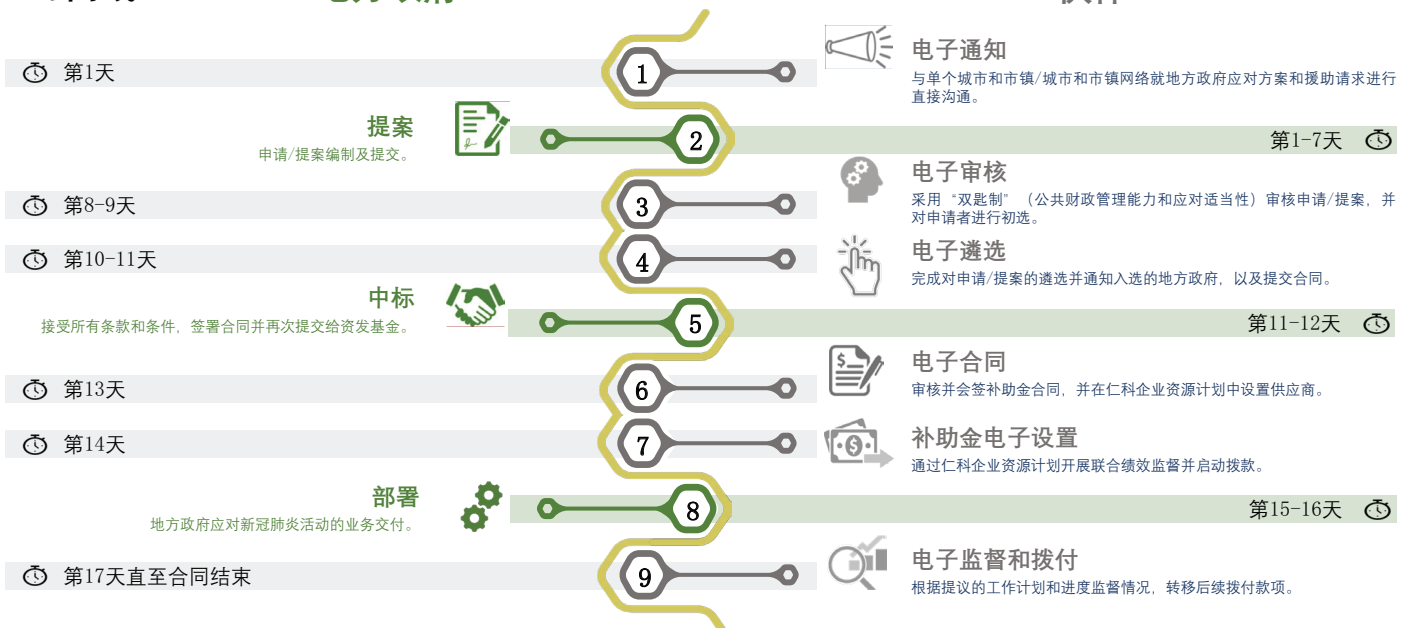 地方政府
伙伴
第1天
1
电子通知
与单个城市和市镇/城市和市镇网络就地方政府应对方案和援助请求进行
直接沟通。
提案
申请/提案编制及提交。
2
第1-7天
第8-9天
3
电子审核
采用“双匙制”（公共财政管理能力和应对适当性）审核申请/提案，并
对申请者进行初选。
第10-11天
4
电子遴选
完成对申请/提案的遴选并通知入选的地方政府，以及提交合同。
中标
接受所有条款和条件，签署合同并再次提交给资发基金。
5
第11-12天
第13天
6
电子合同
审核并会签补助金合同，并在仁科企业资源计划中设置供应商。
第14天
7
补助金电子设置
通过仁科企业资源计划开展联合绩效监督并启动拨款。
部署
地方政府应对新冠肺炎活动的业务交付。
8
第15-16天
第17天直至合同结束
9
电子监督和拨付
根据提议的工作计划和进度监督情况，转移后续拨付款项。